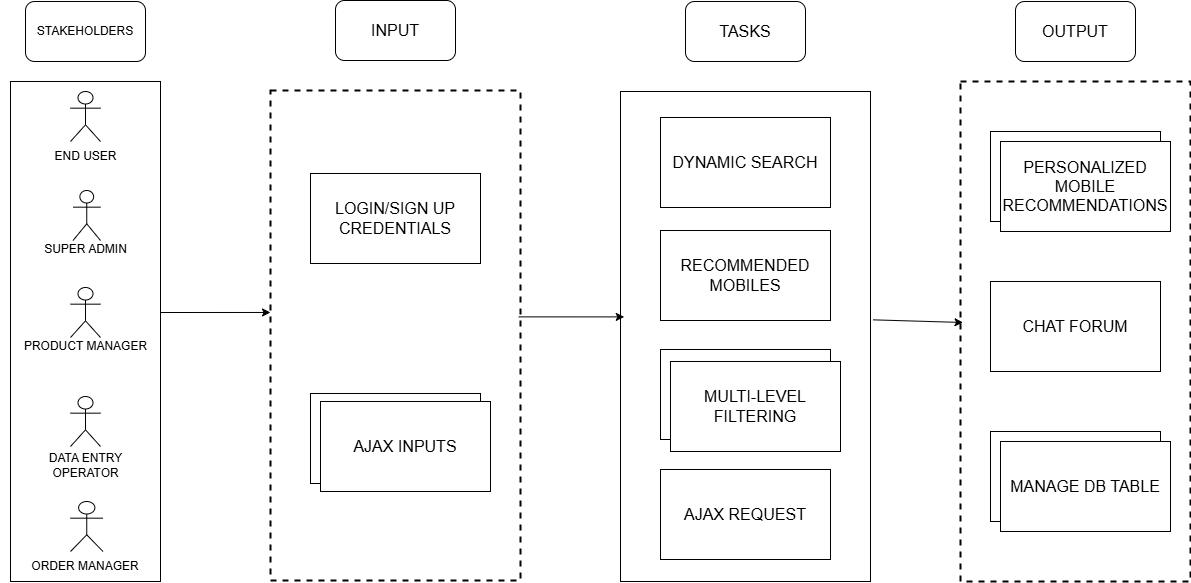 STAKEHOLDERS
INPUT
TASKS
OUTPUT
END USER
SUPER ADMIN
PRODUCT MANAGER
DATA ENTRY
OPERATOR
ORDER MANAGER
LOGIN/SIGN UP
CREDENTIALS
AJAX INPUTS
DYNAMIC SEARCH
RECOMMENDED
MOBILES
MULTI-LEVEL
FILTERING
AJAX REQUEST
PERSONALIZED
MOBILE
RECOMMENDATIONS
CHAT FORUM
MANAGE DB TABLE